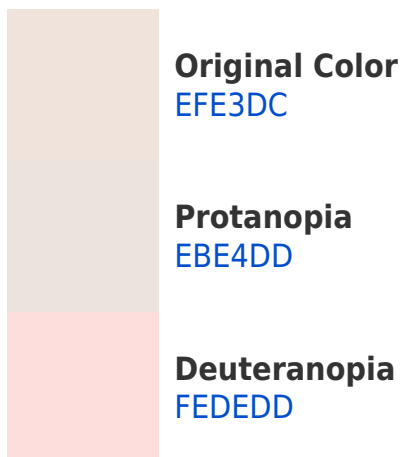 Original Color
EFE3DC
Protanopia
EBE4DD
Deuteranopia
FEDEDD